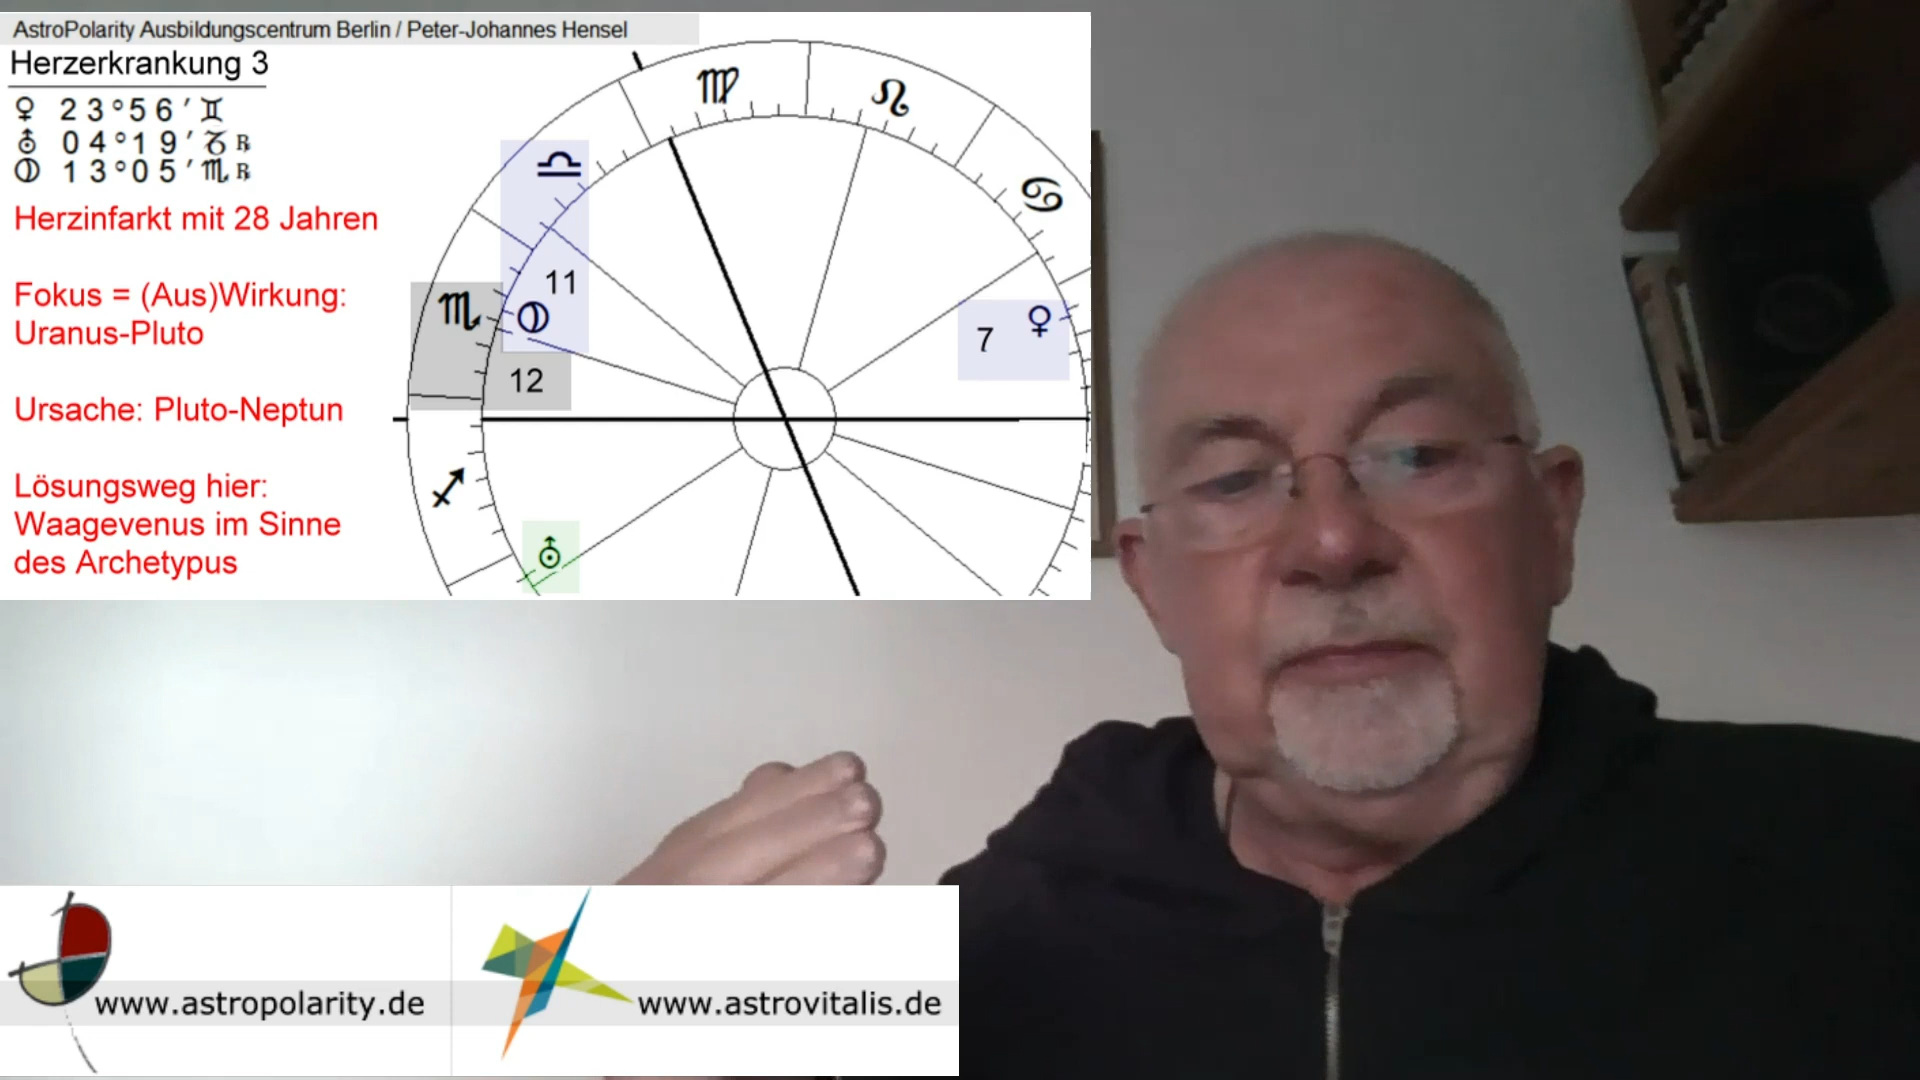 AstroPolarity Ausbildungscentrum Berlin / Peter-Johannes Hensel
Herzerkrankung 3
♀ 23°56'♊
⛢ 04°19'♑ ℞
13°05'♏ ℞
Herzinfarkt mit 28 Jahren
Fokus = (Aus)Wirkung:
Uranus-Pluto
Ursache: Pluto-Neptun
Lösungsweg hier:
Waagevenus im Sinne
des Archetypus
♍ ♌
♎ ♋
11
♏
7 ♀
12
♐
⛢
www.astropolarity.de
www.astrovitalis.de